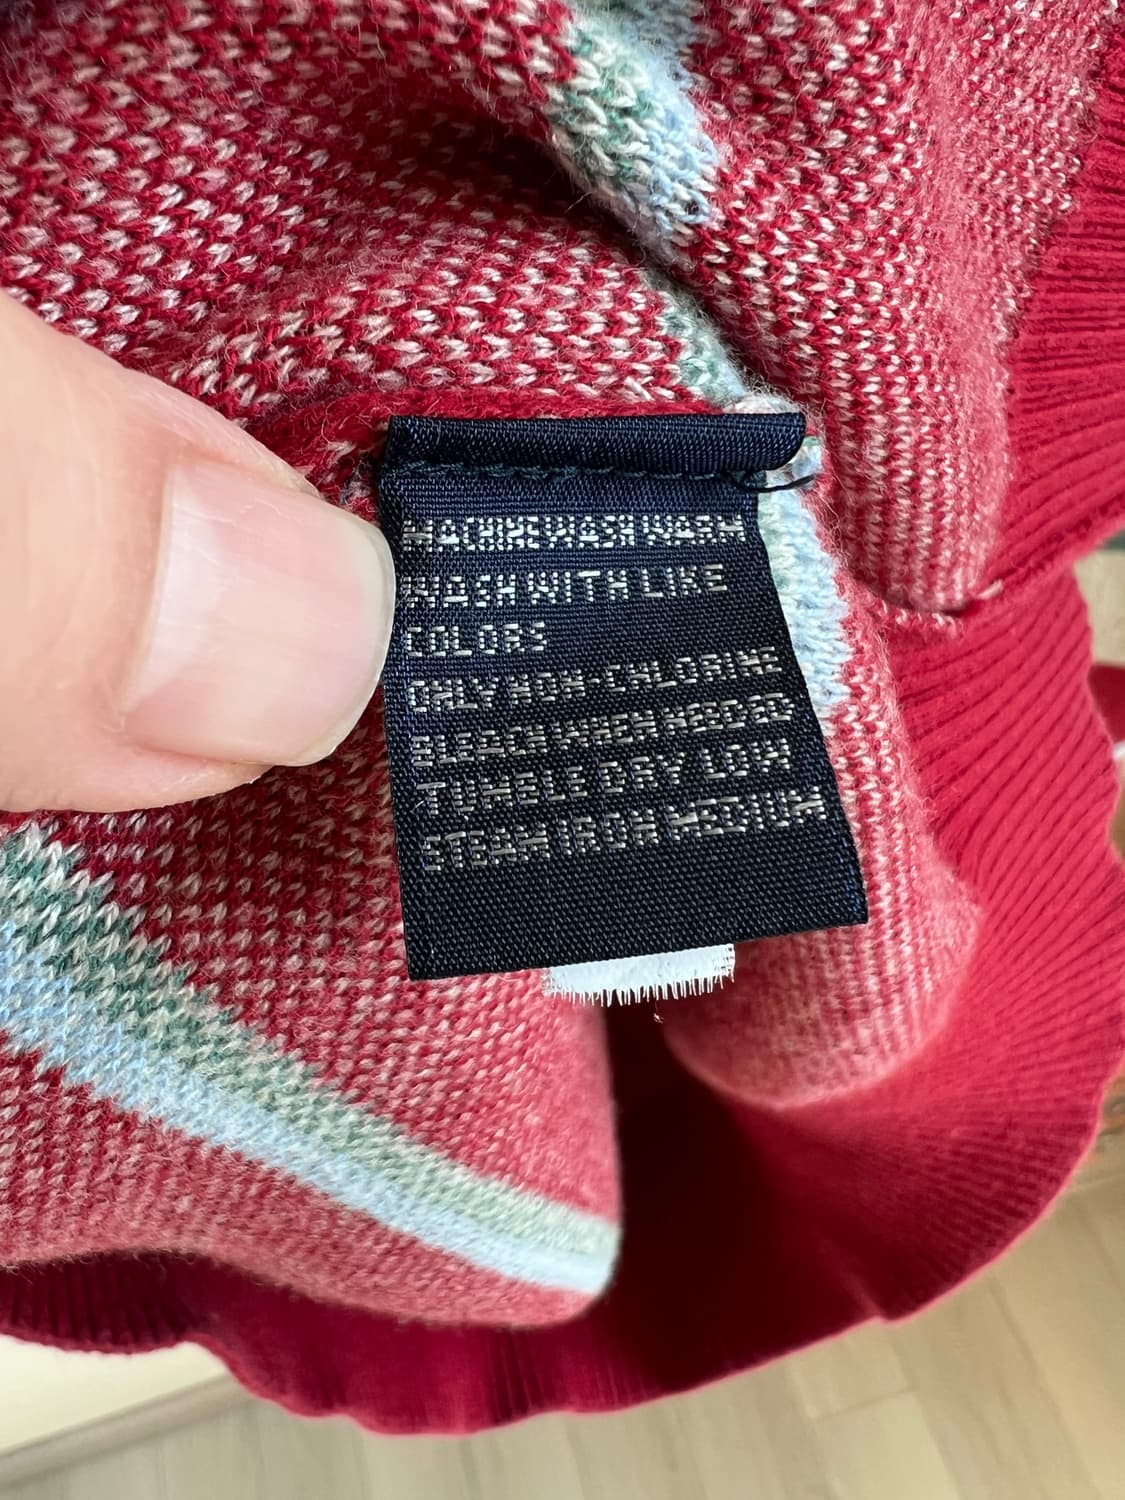 MACHINE WASH WARM
WASH WITH LIKE
COLORS
ONLY NON-CHLORINE
BLEACH WHEN NEEDED
TUMBLE DRY LOW
STEAM IRON MEDIUM